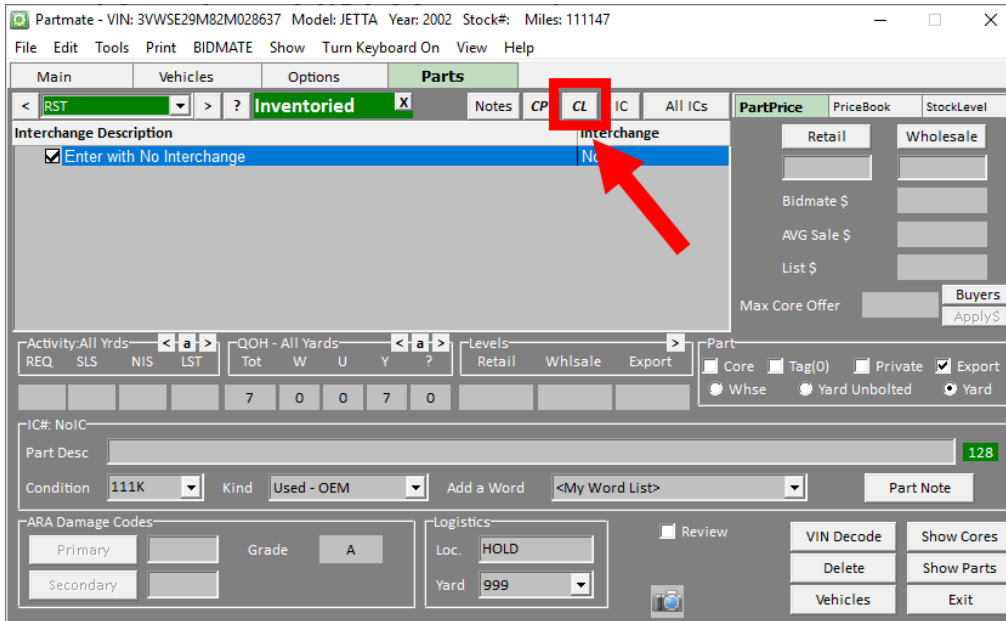 Partmate - VIN: 3VWSE29M82M028637 Model: JETTA Year: 2002 Stock#: Miles: 111147
File Edit Tools Print BIDMATE Show Turn Keyboard On View Help
Main Vehicles Options Parts
< RST > ? Inventoried X Notes CP CL IC All ICs PartPrice PriceBook StockLevel
Interchange Description Interchange Retail Wholesale
Enter with No Interchange
Bidmate $
AVG Sale $
List $
Max Core Offer Buyers
Apply$
Activity:All Yrds < a > QOH - All Yards < a > Levels > Part
REQ SLS NIS LST Tot W U Y ? Retail Whlsale Export Core Tag(0) Private Export
7 0 0 7 0 Whse Yard Unbolted Yard
IC#: NoIC
Part Desc 128
Condition 111K Kind Used - OEM Add a Word <My Word List> Part Note
ARA Damage Codes Logistics Review
Primary Grade A Loc. HOLD VIN Decode Show Cores
Secondary Yard 999 Delete Show Parts
Vehicles Exit